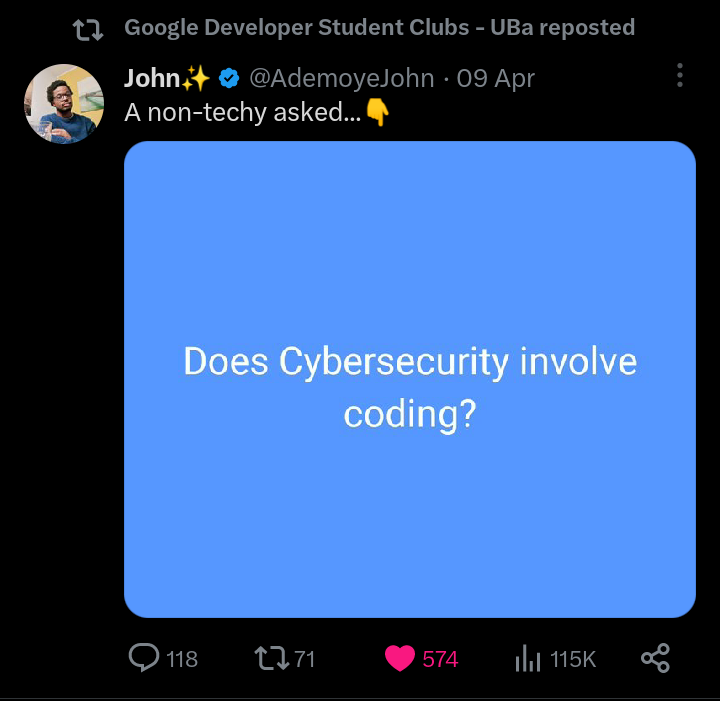 Google Developer Student Clubs - UBa reposted
John✨ @AdemoyeJohn · 09 Apr
A non-techy asked...👇
Does Cybersecurity involve
coding?
118 71 574 115K